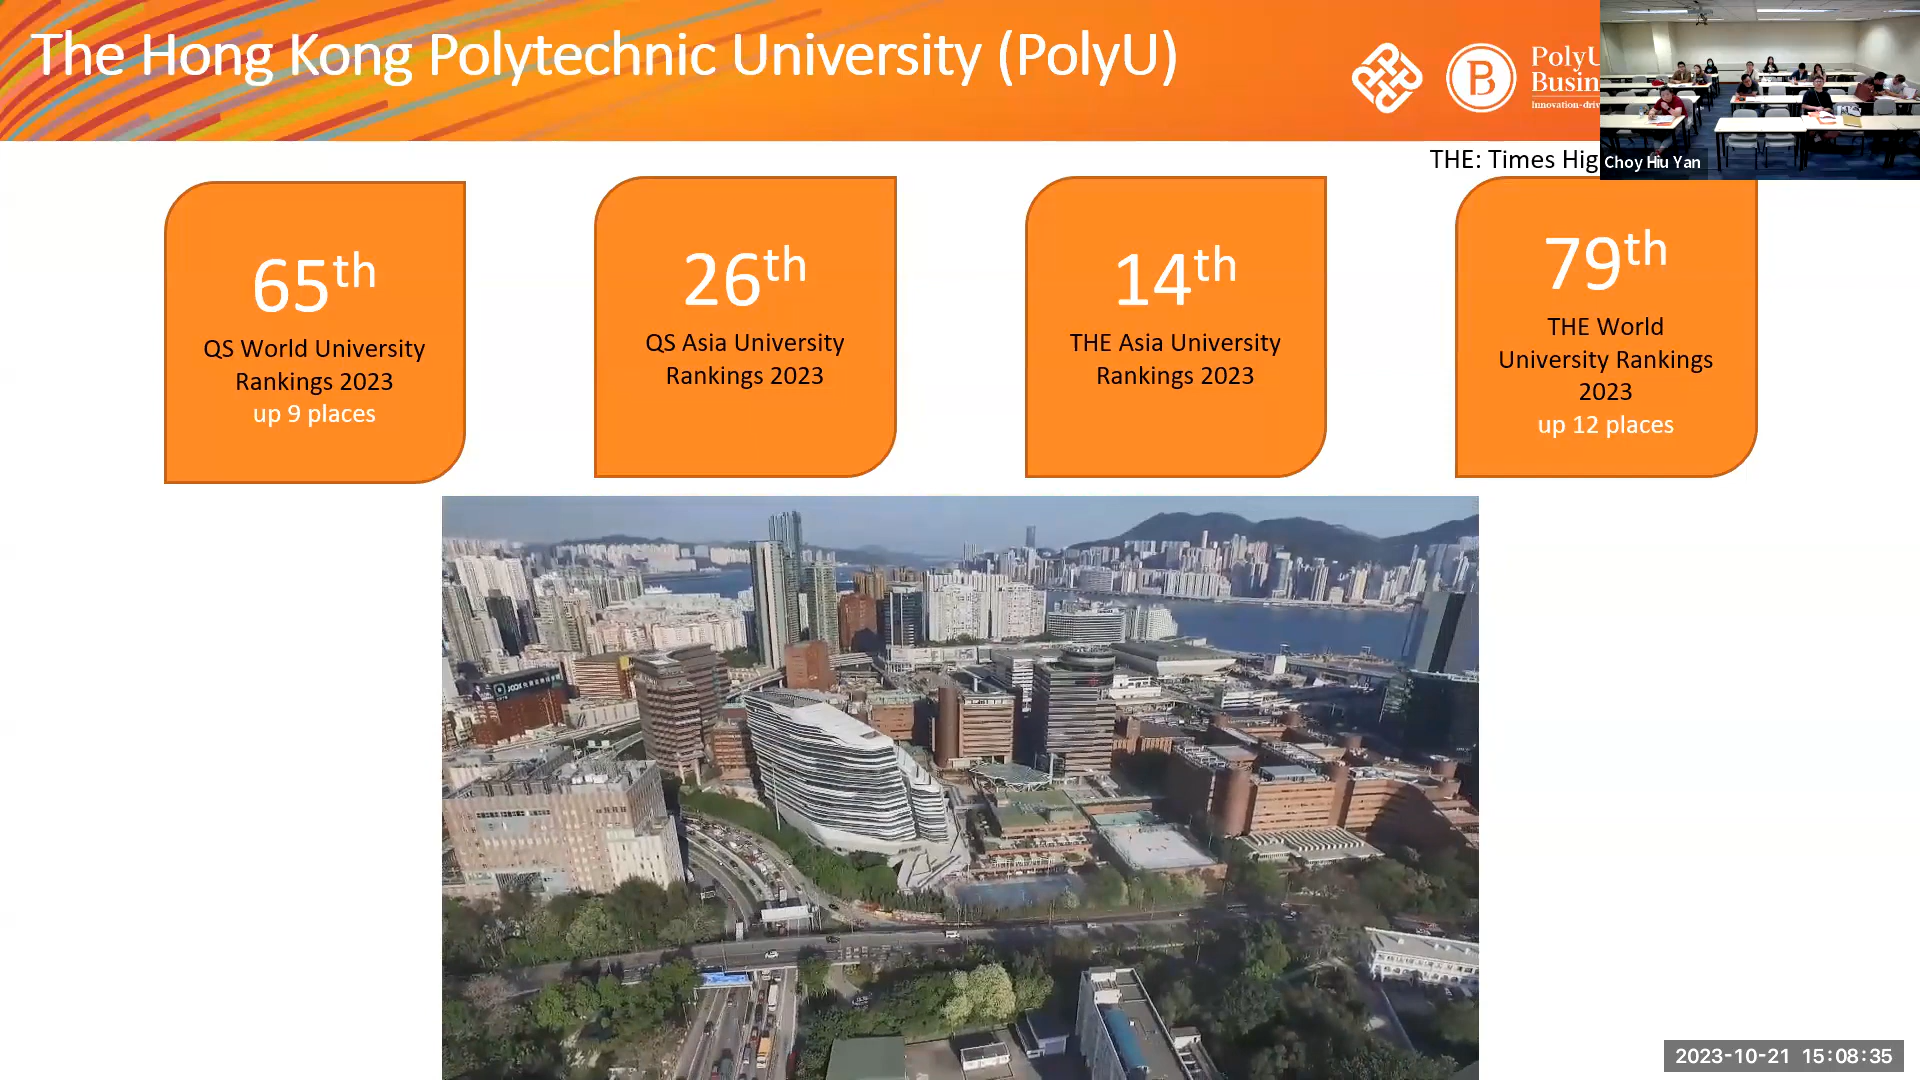 The Hong Kong Polytechnic University (PolyU)
B
PolyU
Busin
Innovation-driv
THE: Times Hig
Choy Hiu Yan
65th
QS World University
Rankings 2023
up 9 places
26th
QS Asia University
Rankings 2023
14th
THE Asia University
Rankings 2023
79th
THE World
University Rankings
2023
up 12 places
2023-10-21 15:08:35